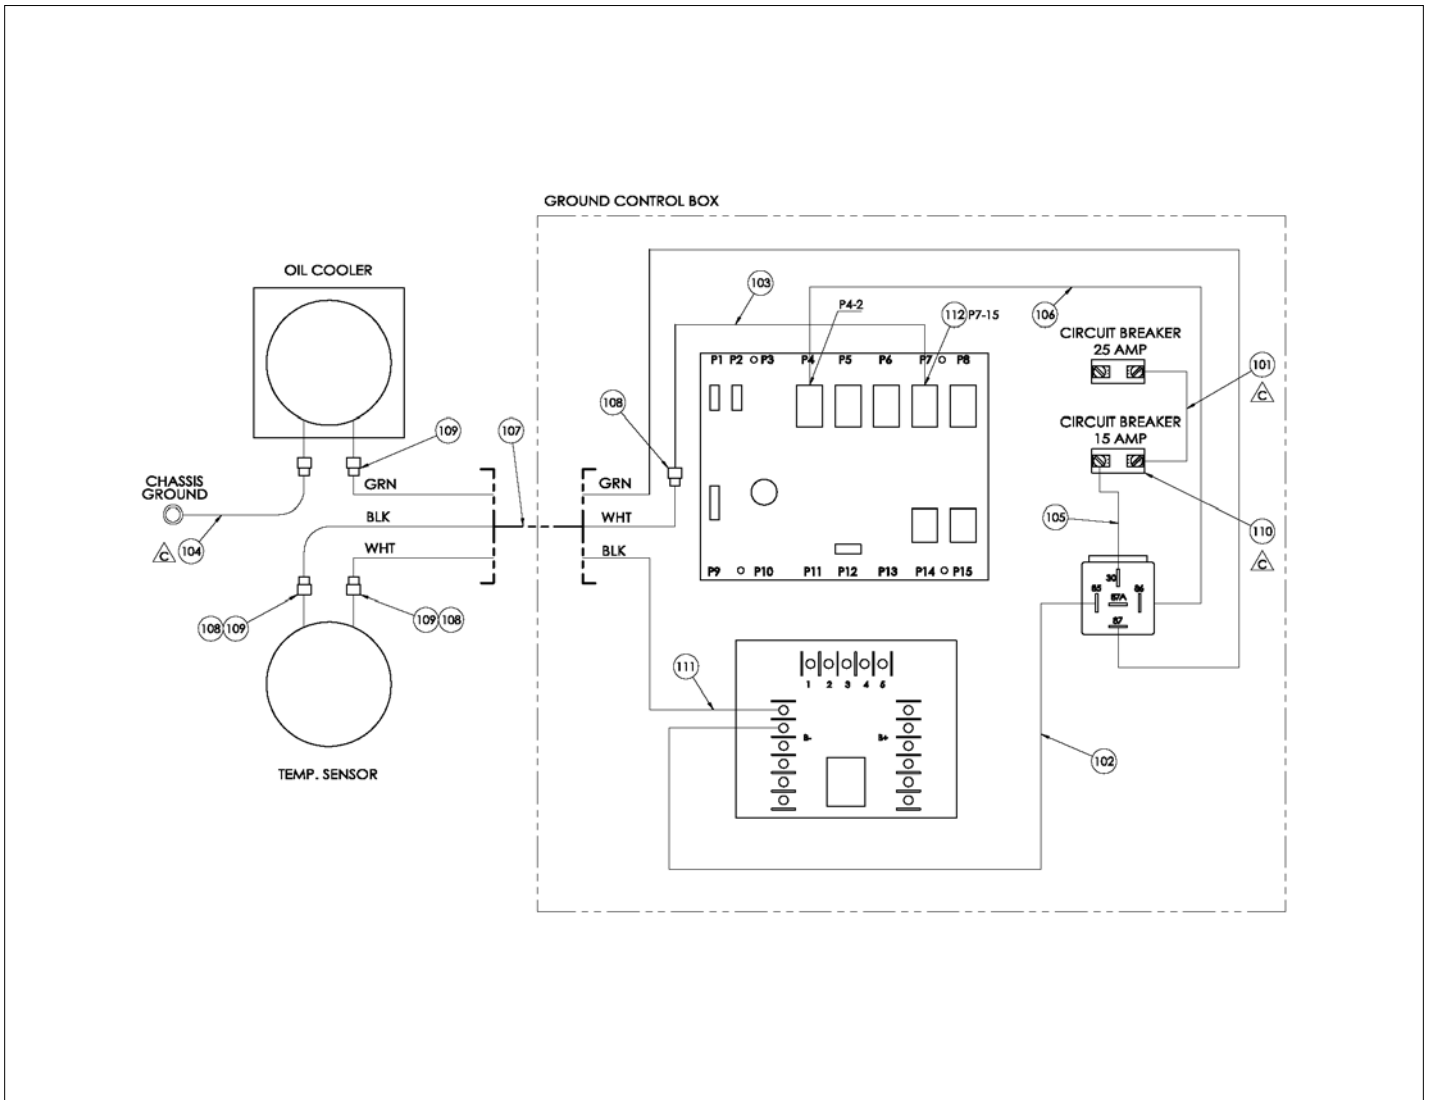 GROUND CONTROL BOX
OIL COOLER
103
P4-2
112 P7-15
106
CIRCUIT BREAKER
25 AMP
101
C
P1 P2 P3 P4 P5 P6 P7 P8
108
109
107
CIRCUIT BREAKER
15 AMP
CHASSIS
GROUND
GRN
GRN
BLK
WHT
105
110
C
C 104
WHT
BLK
P9 P10 P11 P12 P13 P14 P15
30
85 87A 86
87
108 109
109 108
111
1 2 3 4 5
B- B+
102
TEMP. SENSOR